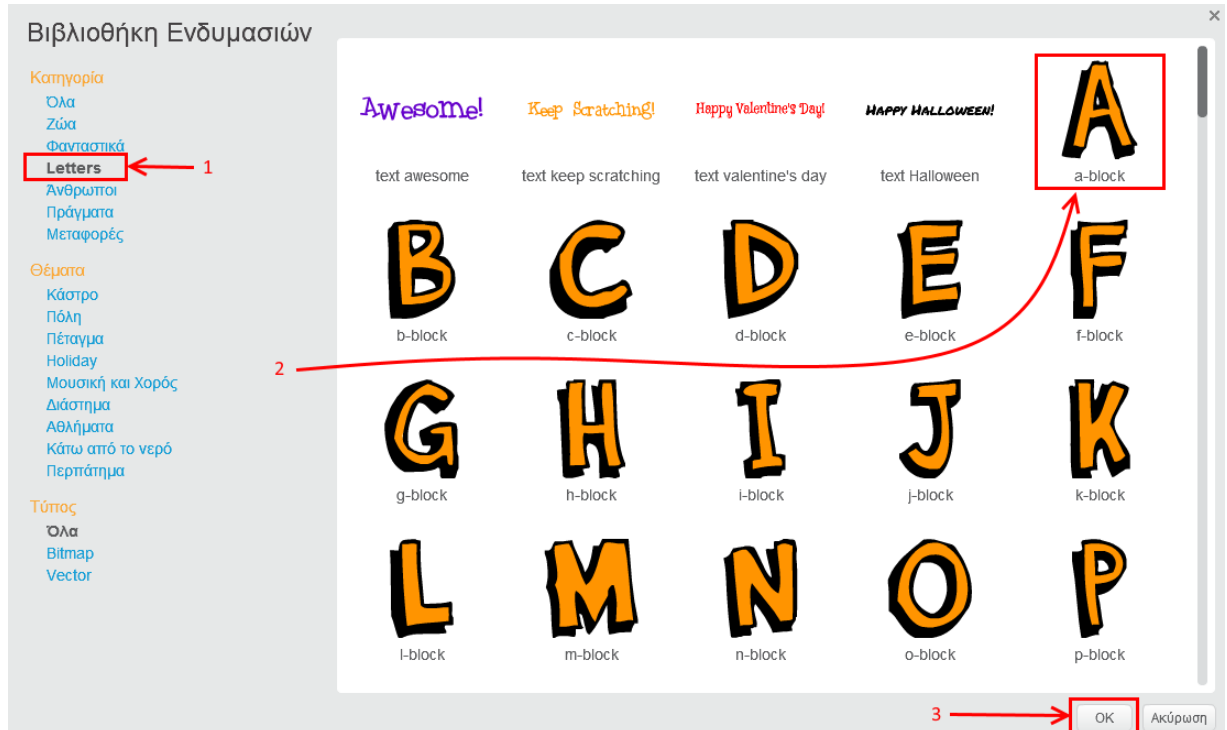 ×
Βιβλιοθήκη Ενδυμασιών
Κατηγορία
Όλα
Ζώα
Φανταστικά
Letters
1
Άνθρωποι
Πράγματα
Μεταφορές
Θέματα
Κάστρο
Πόλη
Πέταγμα
Holiday
Μουσική και Χορός
Διάστημα
Αθλήματα
Κάτω από το νερό
Περπάτημα
Τύπος
Όλα
Bitmap
Vector
2
Awesome! Keep Scratching! Happy Valentine's Day! HAPPY HALLOWEEN! A
text awesome text keep scratching text valentine's day text Halloween a-block
B C D E F
b-block c-block d-block e-block f-block
G H I J K
g-block h-block i-block j-block k-block
L M N O P
l-block m-block n-block o-block p-block
3
OK Ακύρωση